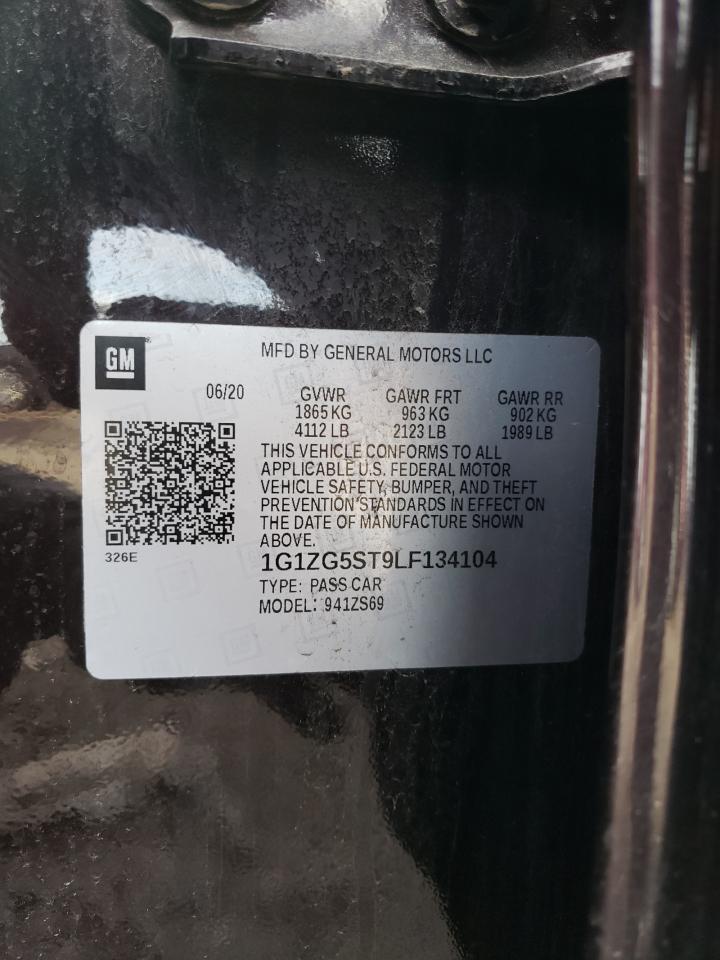 GM
MFD BY GENERAL MOTORS LLC
06/20 GVWR GAWR FRT GAWR RR
1865 KG 963 KG 902 KG
4112 LB 2123 LB 1989 LB
THIS VEHICLE CONFORMS TO ALL
APPLICABLE U.S. FEDERAL MOTOR
VEHICLE SAFETY, BUMPER, AND THEFT
PREVENTION STANDARDS IN EFFECT ON
THE DATE OF MANUFACTURE SHOWN
ABOVE.
326E
1G1ZG5ST9LF134104
TYPE: PASS CAR
MODEL: 941ZS69